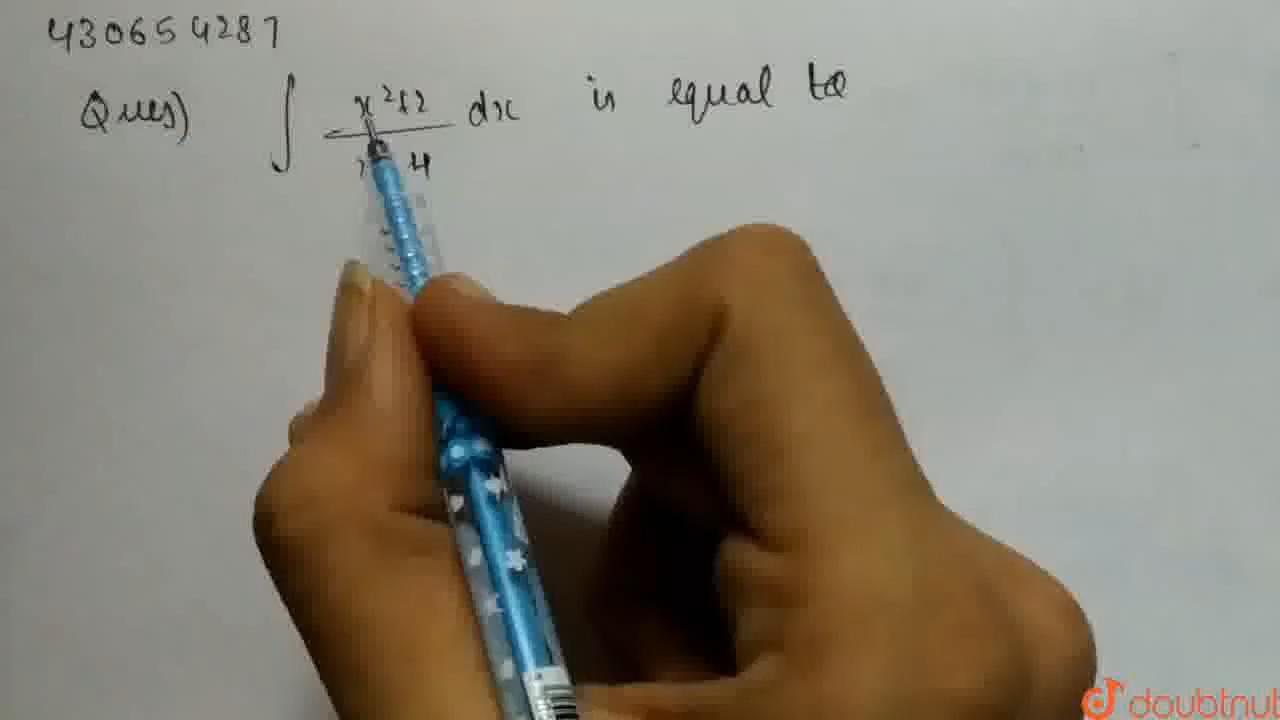 430654287
Ques) ∫ x²+2 / x 4 dx is equal to
doubtnut